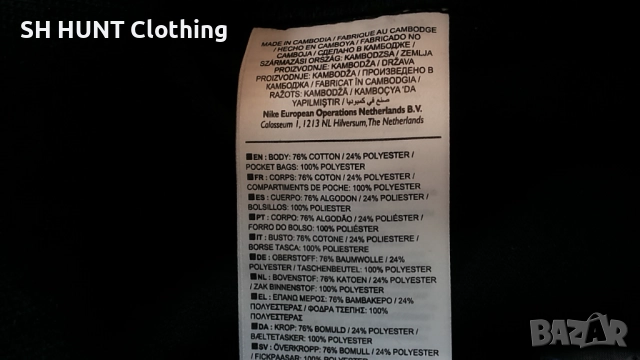 SH HUNT Clothing
MADE IN CAMBODIA / FABRIQUE AU CAMBODGE
/ HECHO EN CAMBOYA / FABRICADO NO
CAMBOJA / СДЕЛАНО В КАМБОДЖЕ /
SZÁRMAZÁSI ORSZÁG: KAMBODZSA / ZEMLJA
PROIZVODNJE: KAMBODŽA / DRŽAVA
PROIZVODNJE: KAMBODŽA / ПРОИЗВЕДЕНО В
КАМБОДЖА / FABRICAT ÎN CAMBODGIA /
RAŽOTS: KAMBODŽĀ / KAMBOÇYA 'DA
YAPILMIŞTIR / صنع في كمبوديا
Nike European Operations Netherlands B.V.
Colosseum 1, 1213 NL Hilversum, The Netherlands
EN : BODY: 76% COTTON / 24% POLYESTER /
POCKET BAGS: 100% POLYESTER
FR : CORPS: 76% COTON / 24% POLYESTER /
COMPARTIMENTS DE POCHE: 100% POLYESTER
ES : CUERPO: 76% ALGODON / 24% POLIESTER /
BOLSILLOS: 100% POLIESTER
PT : CORPO: 76% ALGODÃO / 24% POLIÉSTER /
FORRO DO BOLSO: 100% POLIÉSTER
IT : BUSTO: 76% COTONE / 24% POLIESTERE /
BORSE TASCA: 100% POLIESTERE
DE : OBERSTOFF: 76% BAUMWOLLE / 24%
POLYESTER / TASCHENBEUTEL: 100% POLYESTER
NL : BOVENSTOF: 76% KATOEN / 24% POLYESTER
/ ZAK BINNENSTOF: 100% POLYESTER
EL : ΕΠΑΝΩ ΜΕΡΟΣ: 76% ΒΑΜΒΑΚΕΡΟ / 24%
ΠΟΛΥΕΣΤΕΡΑΣ / ΦΟΔΡΑ ΤΣΕΠΗΣ: 100%
ΠΟΛΥΕΣΤΕΡΑΣ
DA : KROP: 76% BOMULD / 24% POLYESTER /
BÆLTETASKER: 100% POLYESTER
SV : ÖVERKROPP: 76% BOMULL / 24% POLYESTER
/ FICKPÅSAR: 100% POLYESTER
BAZAR